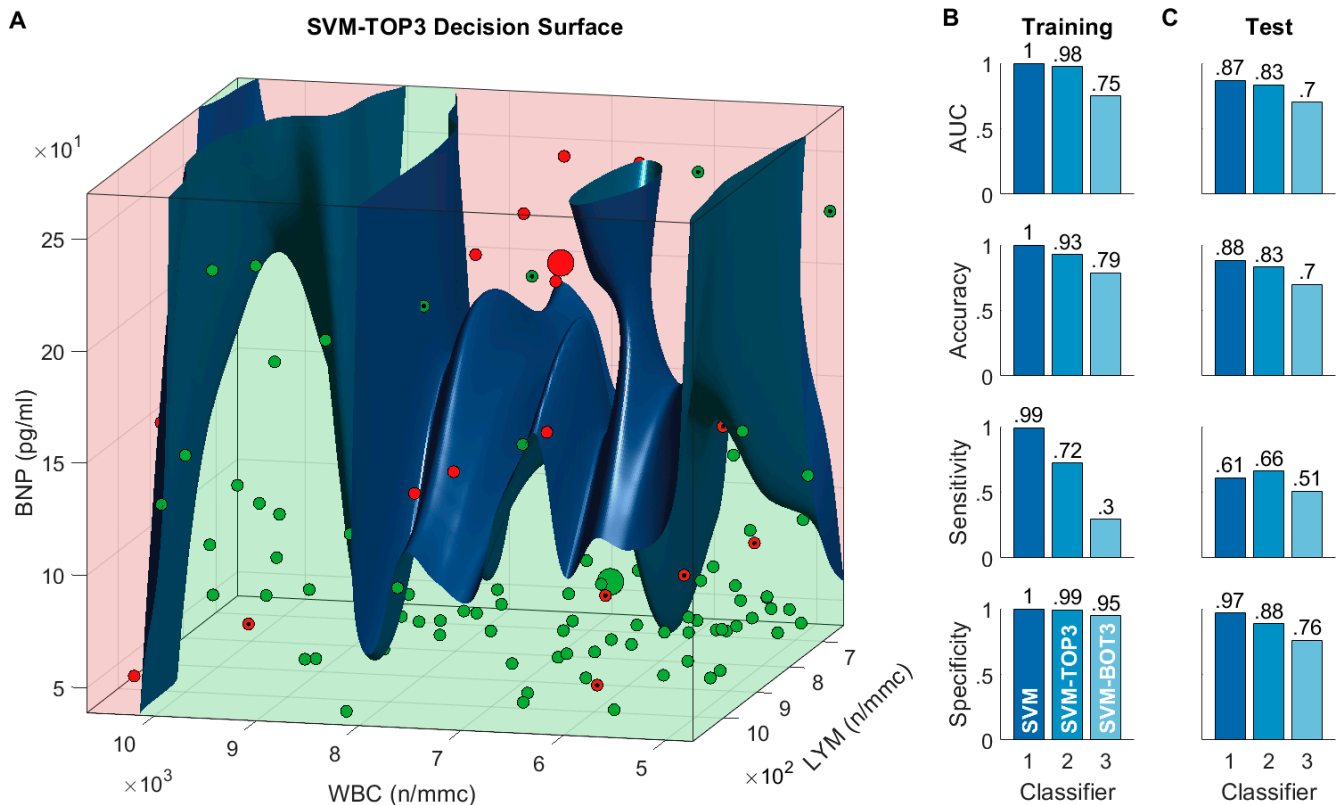 A
SVM-TOP3 Decision Surface
×10¹
25
20
15
10
5
BNP (pg/ml)
10
9
8
7
6
5
×10³
WBC (n/mmc)
7
8
9
10
×10²
LYM (n/mmc)
B
Training
AUC
1
.5
0
1
.98
.75
Accuracy
1
.5
0
1
.93
.79
Sensitivity
1
.5
0
.99
.72
.3
Specificity
1
.5
0
1
.99
.95
SVM
SVM-TOP3
SVM-BOT3
1 2 3
Classifier
C
Test
.87
.83
.7
.88
.83
.7
.61
.66
.51
.97
.88
.76
1 2 3
Classifier